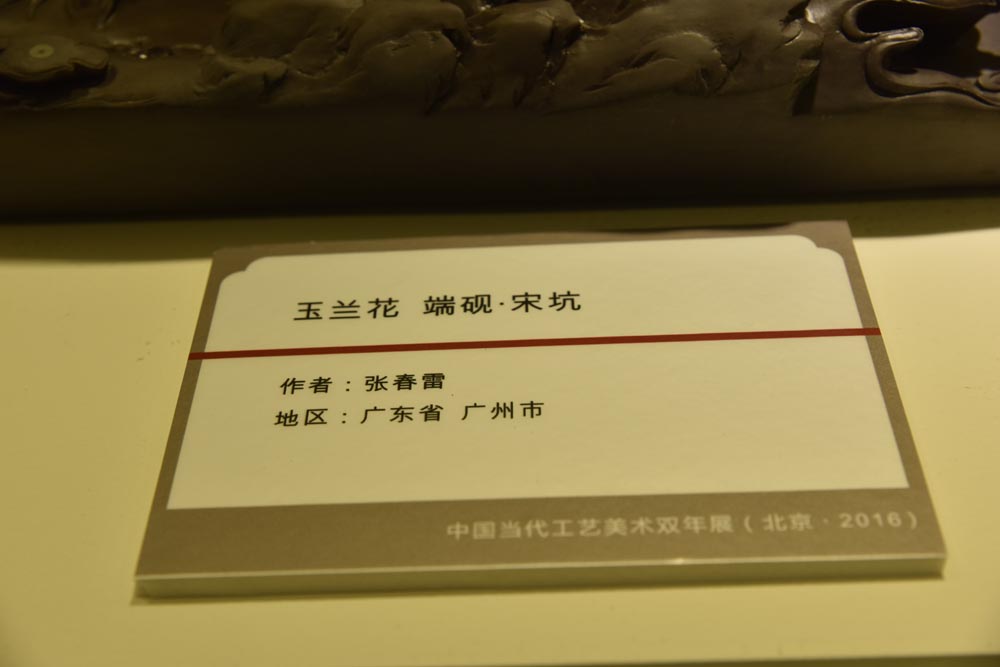 玉兰花 端砚·宋坑
作者：张春雷
地区：广东省 广州市
中国当代工艺美术双年展（北京·2016）